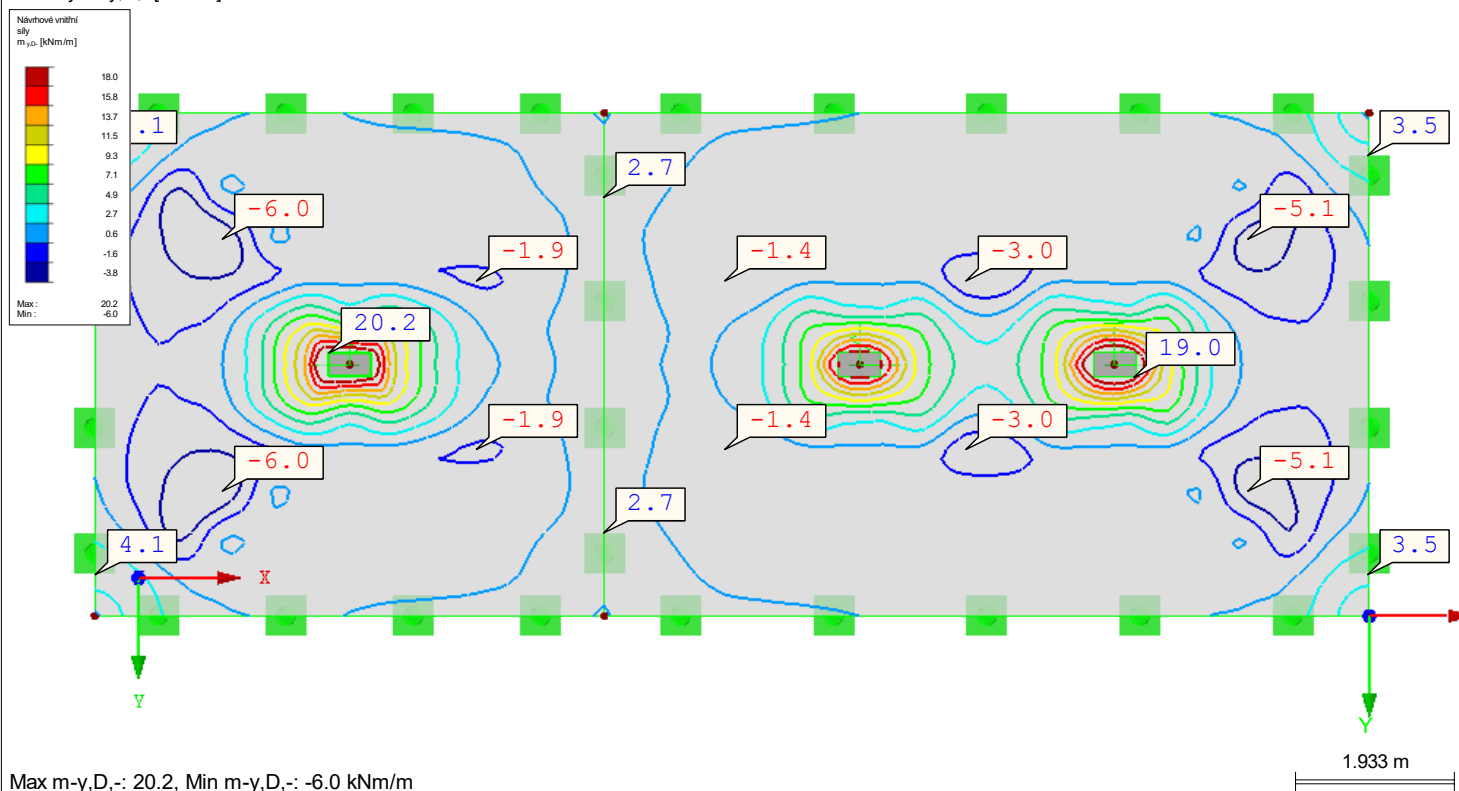 Návrhové vnitřní
síly
m y,D- [kNm/m]
18.0
15.8
13.7
11.5
9.3
7.1
4.9
2.7
0.6
-1.6
-3.8
Max : 20.2
Min : -6.0
.1
3.5
2.7
-6.0
-5.1
-1.9
-1.4
-3.0
20.2
19.0
-1.9
-1.4
-3.0
-6.0
-5.1
2.7
4.1
3.5
X
Y
Y
1.933 m
Max m-y,D,-: 20.2, Min m-y,D,-: -6.0 kNm/m